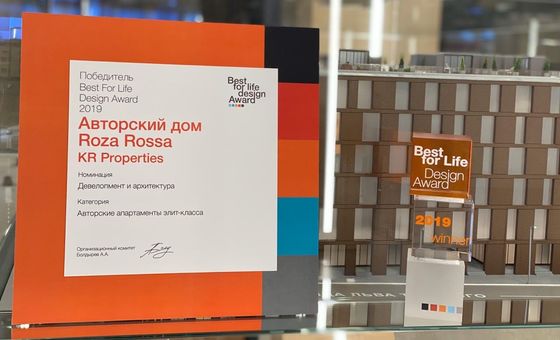 Победитель
Best For Life
Design Award
2019
Авторский дом
Roza Rossa
KR Properties
Номинация
Девелопмент и архитектура
Категория
Авторские апартаменты элит-класса
Организационный комитет
Болдырев А.А.
Best
for life
design
Award
Best
for Life
Design
Award
2019
winner